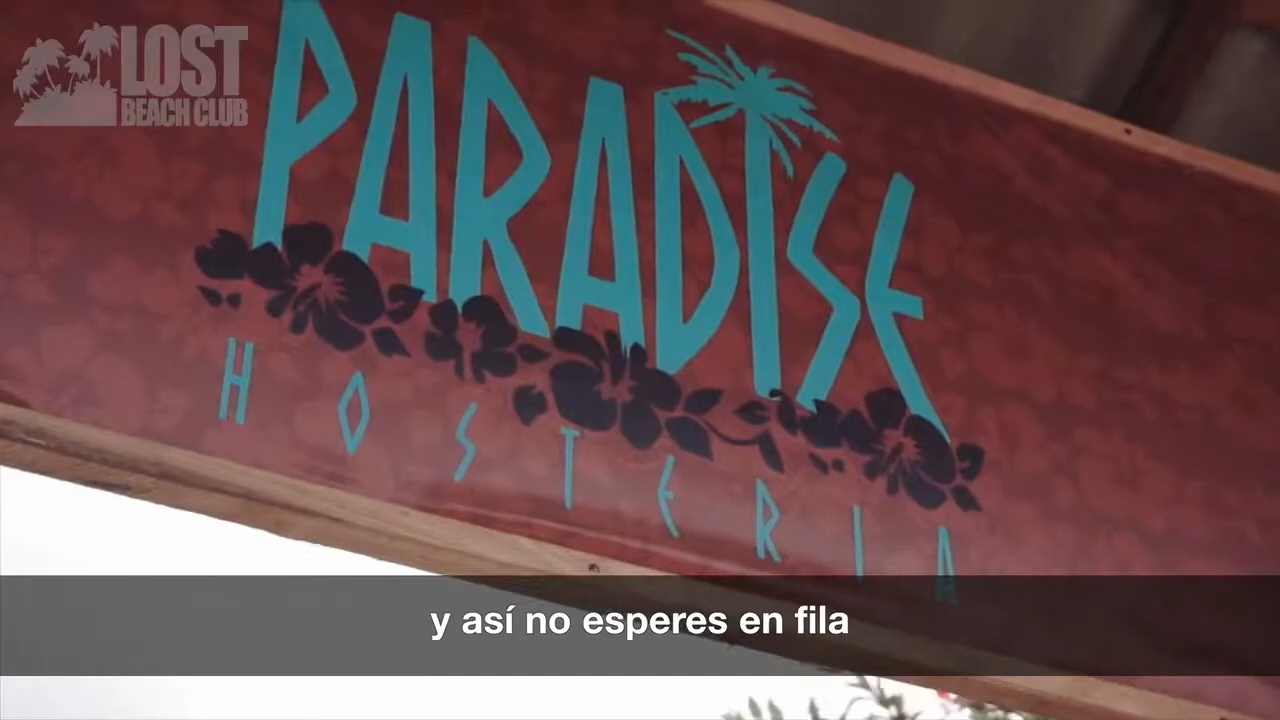 LOST
BEACH CLUB
PARADISE
HOSTERIA
y así no esperes en fila